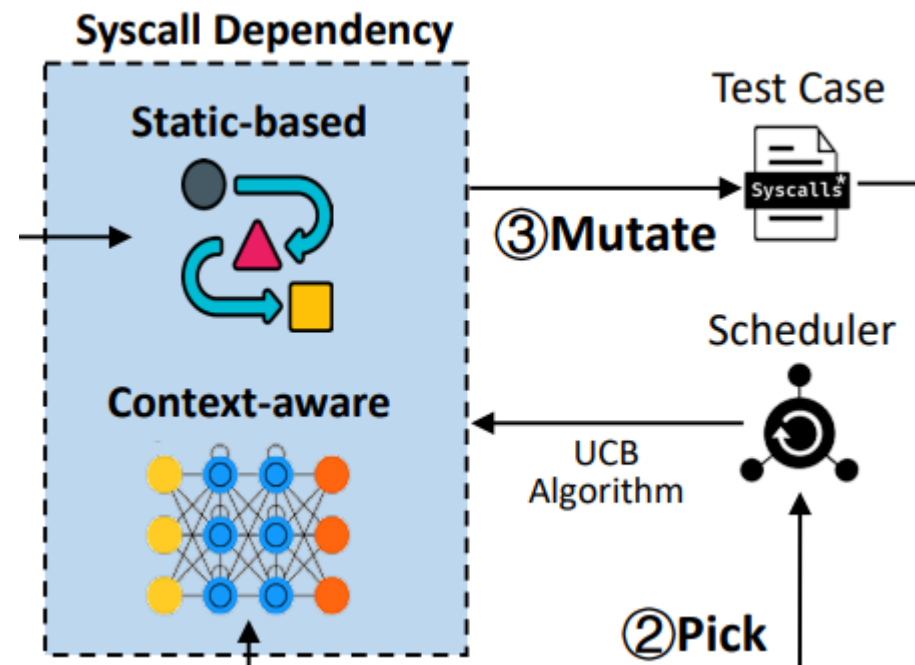 Syscall Dependency
Static-based
Context-aware
③Mutate
Test Case
Syscalls*
Scheduler
UCB
Algorithm
②Pick